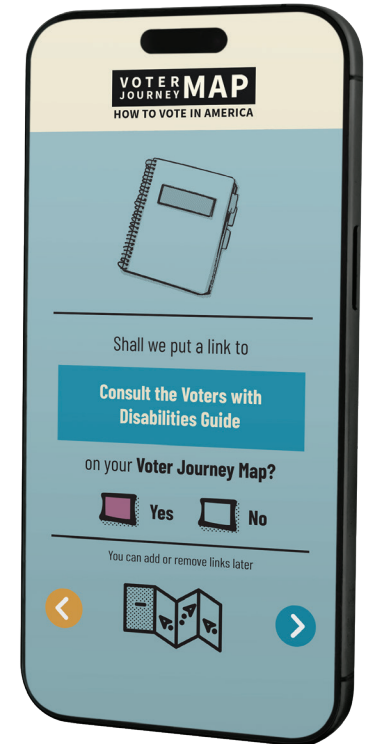 VOTER
JOURNEY MAP
HOW TO VOTE IN AMERICA
Shall we put a link to
Consult the Voters with
Disabilities Guide
on your Voter Journey Map?
Yes No
You can add or remove links later